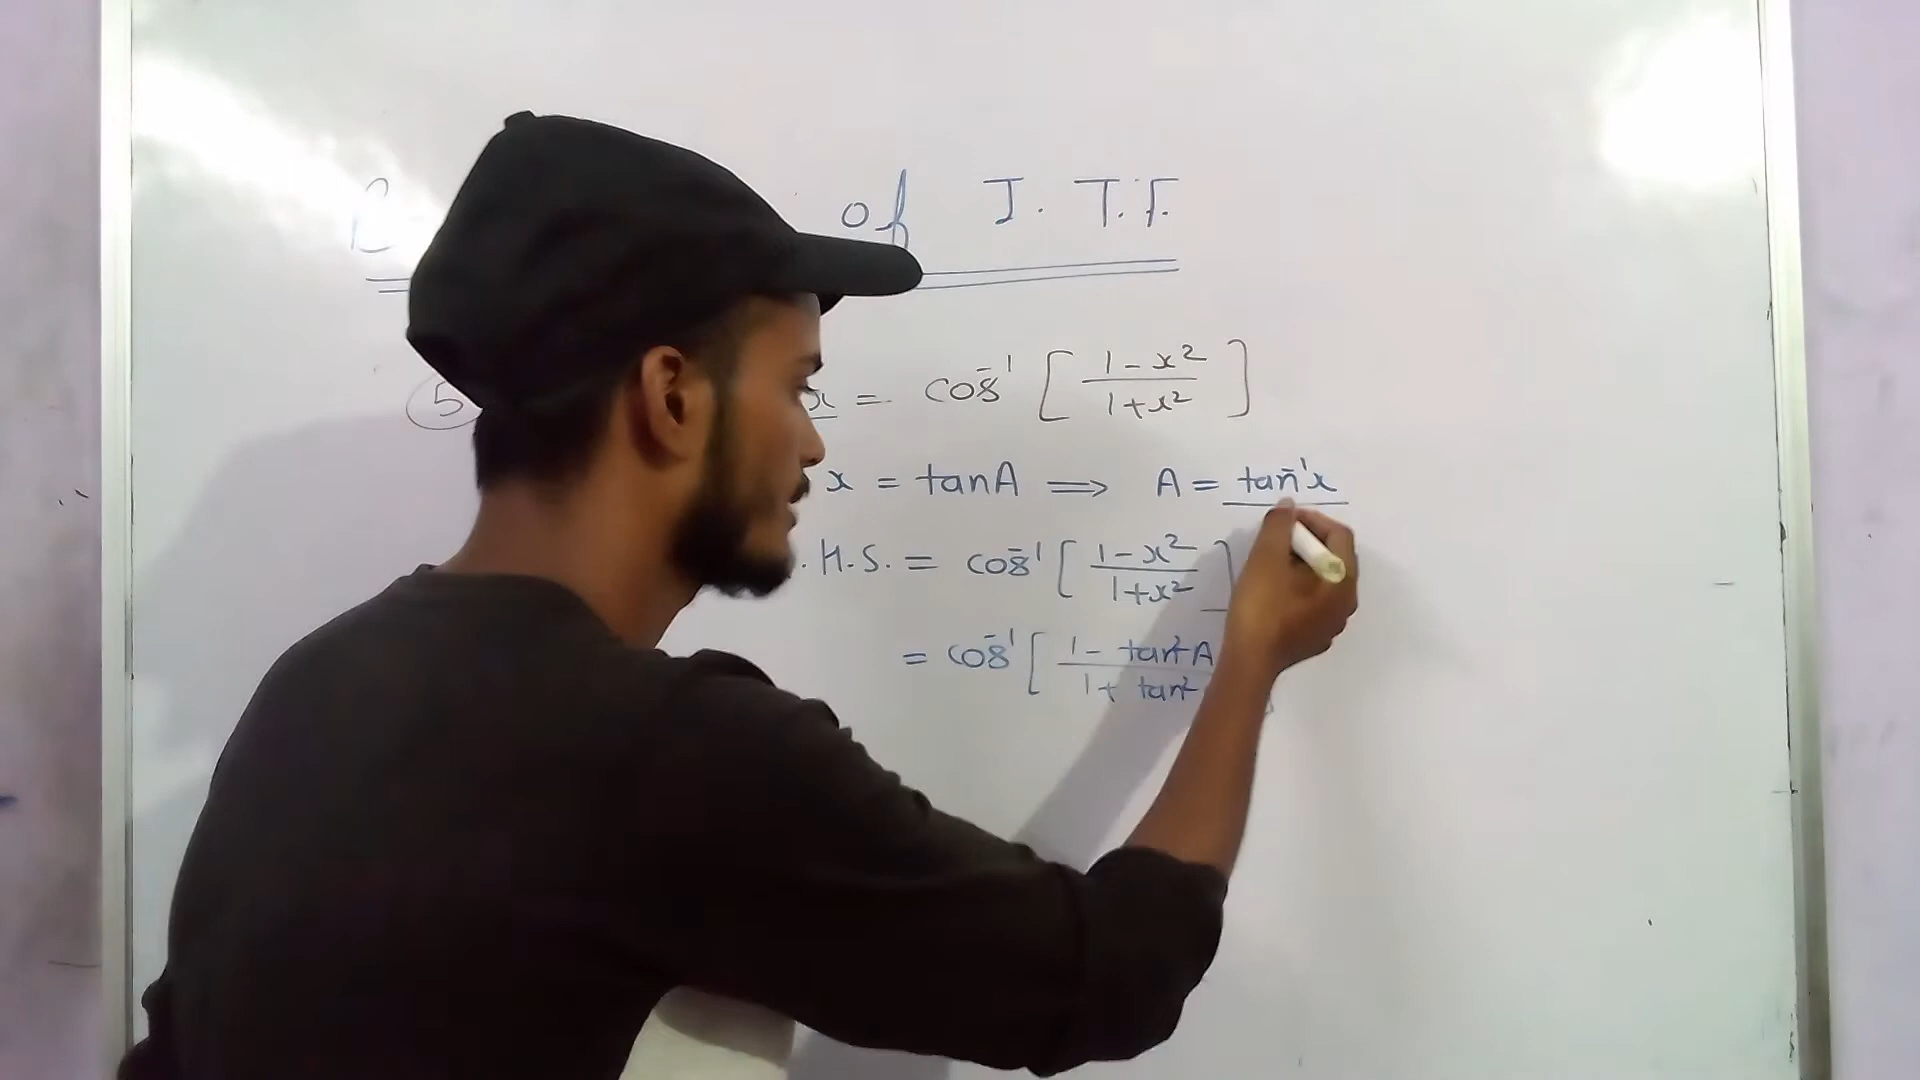 of I.T.F.
5 x = cos⁻¹ [ 1-x² / 1+x² ]
x = tanA ⟹ A = tan⁻¹x
.H.S. = cos⁻¹ [ 1-x² / 1+x² ]
= cos⁻¹ [ 1 - tan²A / 1 + tan²